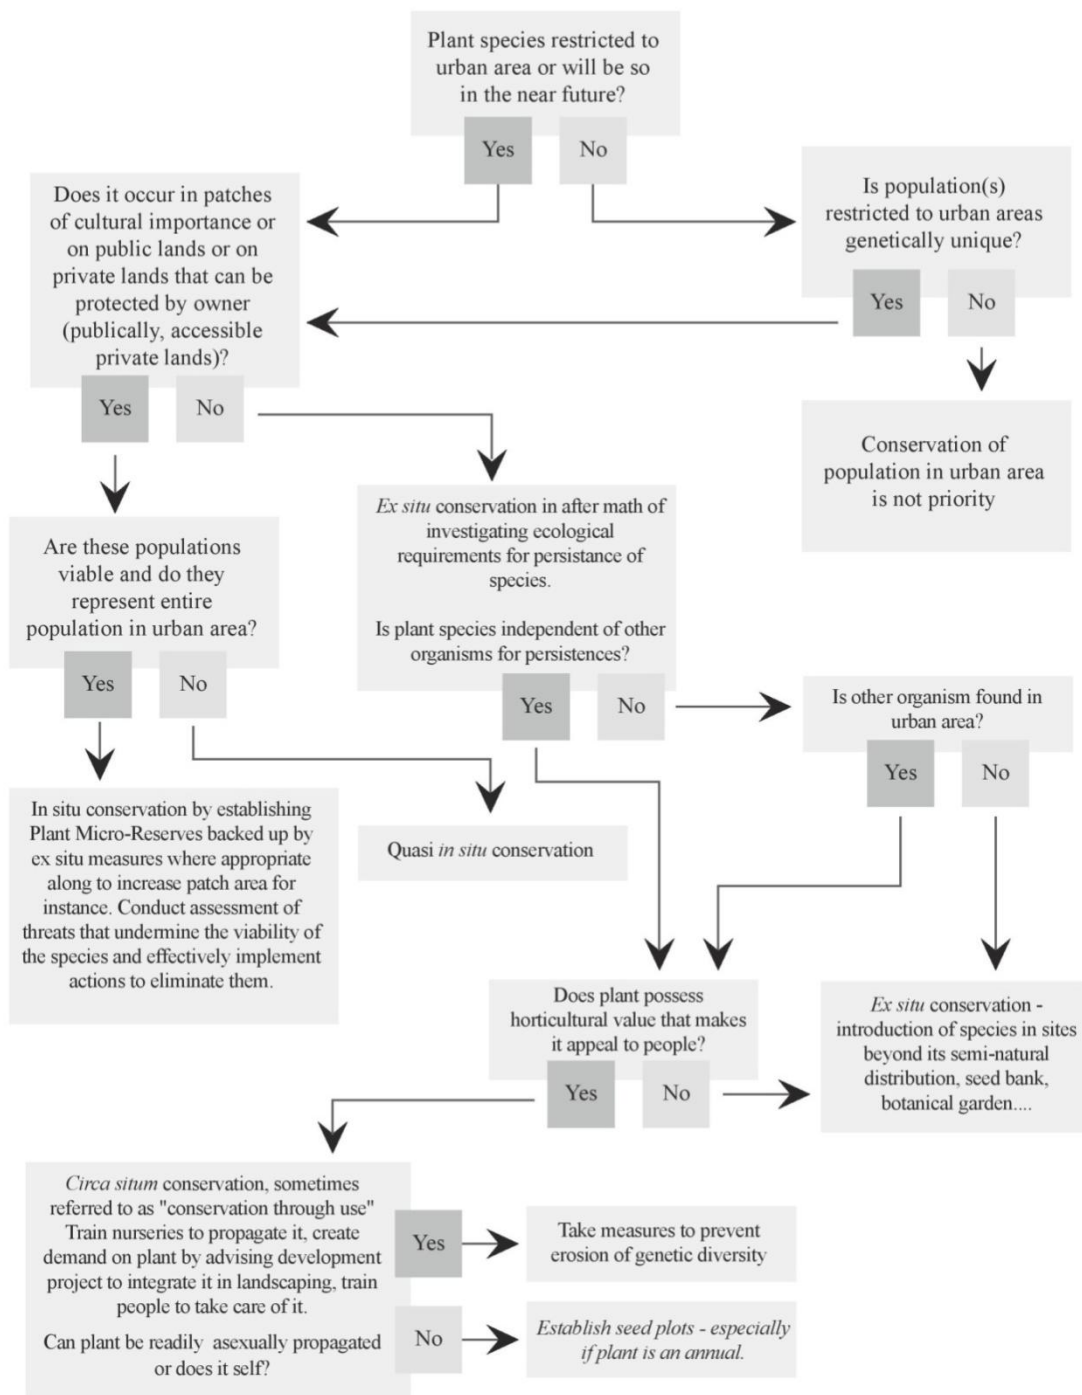 Plant species restricted to
urban area or will be so
in the near future?
Yes
No
Does it occur in patches
of cultural importance or
on public lands or on
private lands that can be
protected by owner
(publically, accessible
private lands)?
Yes
No
Is population(s)
restricted to urban areas
genetically unique?
Yes
No
Conservation of
population in urban area
is not priority
Are these populations
viable and do they
represent entire
population in urban area?
Yes
No
Ex situ conservation in after math of
investigating ecological
requirements for persistance of
species.
Is plant species independent of other
organisms for persistences?
Yes
No
Is other organism found in
urban area?
Yes
No
In situ conservation by establishing
Plant Micro-Reserves backed up by
ex situ measures where appropriate
along to increase patch area for
instance. Conduct assessment of
threats that undermine the viability of
the species and effectively implement
actions to eliminate them.
Quasi in situ conservation
Does plant possess
horticultural value that makes
it appeal to people?
Yes
No
Ex situ conservation -
introduction of species in sites
beyond its semi-natural
distribution, seed bank,
botanical garden....
Circa situm conservation, sometimes
referred to as "conservation through use"
Train nurseries to propagate it, create
demand on plant by advising development
project to integrate it in landscaping, train
people to take care of it.
Can plant be readily asexually propagated
or does it self?
Yes
Take measures to prevent
erosion of genetic diversity
No
Establish seed plots - especially
if plant is an annual.